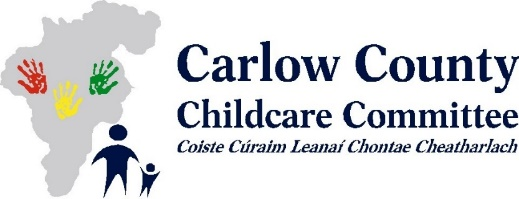 Carlow County
Childcare Committee
Coiste Cúraim Leanaí Chontae Cheatharlach